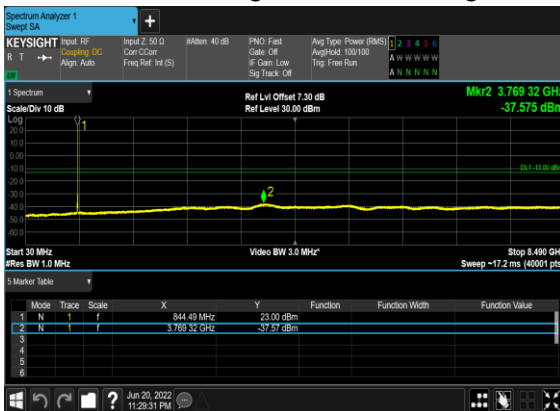 Spectrum Analyzer 1
Swept SA
KEYSIGHT Input: RF Input Z: 50 Ω #Atten: 40 dB PNO: Fast Avg Type: Power (RMS) 1 2 3 4 5 6
R T Coupling: DC Corr CCorr Gate: Off Avg|Hold: 100/100 A W W W W W
Align: Auto Freq Ref: Int (S) IF Gain: Low Trig: Free Run
Sig Track: Off A N N N N N
LV
1 Spectrum Ref Lvl Offset 7.30 dB Mkr2 3.769 32 GHz
Scale/Div 10 dB Ref Level 30.00 dBm -37.575 dBm
Log
20.0 1
10.0
0.00
-10.0 DL1 -13.00 dBm
-20.0
-30.0 2
-40.0
-50.0
-60.0
Start 30 MHz Video BW 3.0 MHz* Stop 8.490 GH
#Res BW 1.0 MHz Sweep ~17.2 ms (40001 pts
5 Marker Table
Mode Trace Scale X Y Function Function Width Function Value
1 N 1 f 844.49 MHz 23.00 dBm
2 N 1 f 3.769 32 GHz -37.57 dBm
3
4
5
6
? Jun 20, 2022
11:29:31 PM